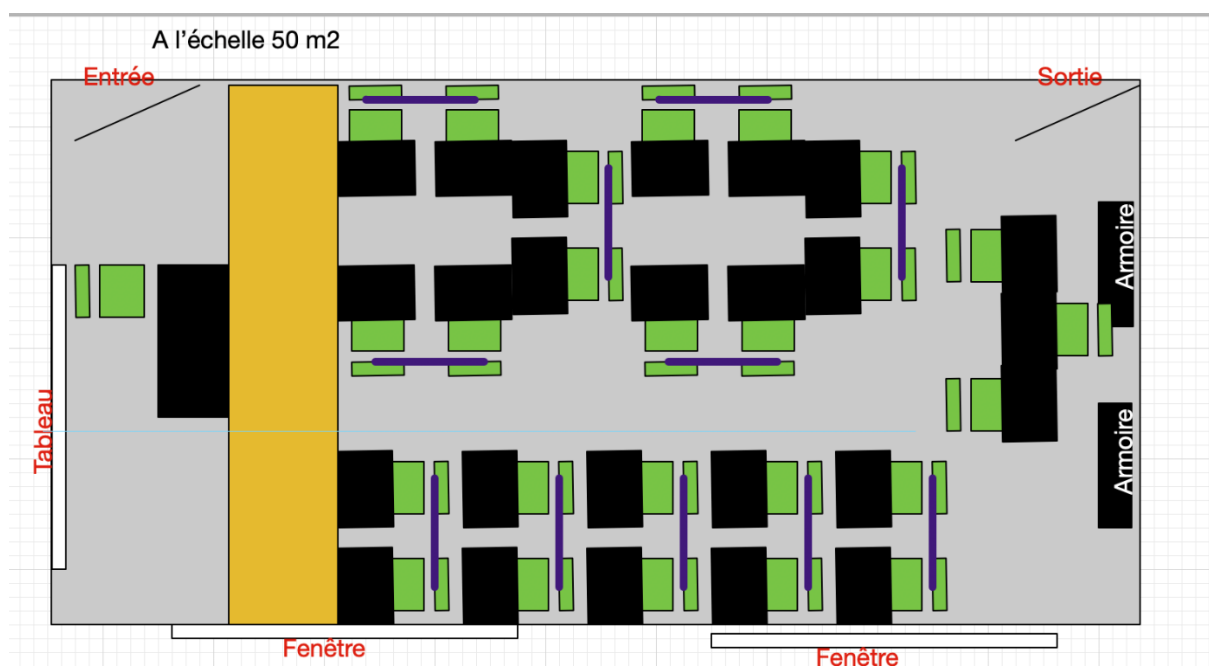 A l'échelle 50 m2
Entrée
Sortie
Armoire
Tableau
Armoire
Fenêtre
Fenêtre